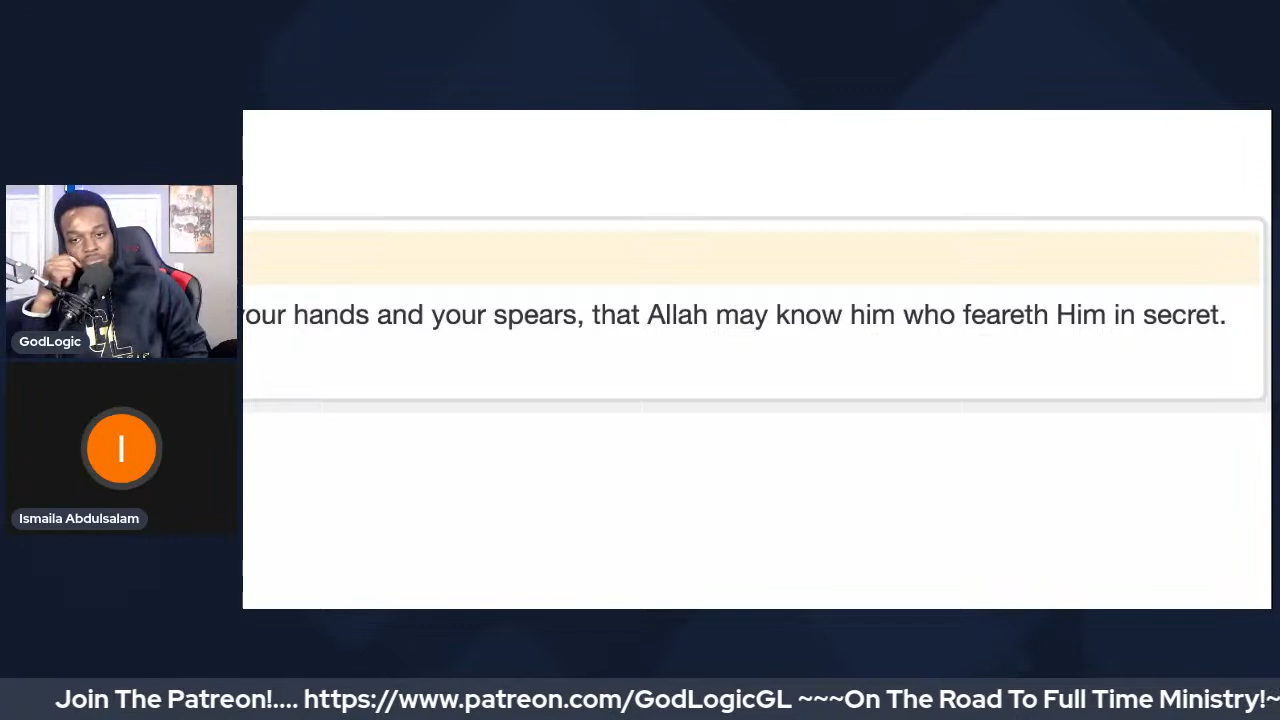 your hands and your spears, that Allah may know him who feareth Him in secret.
GodLogic
I
Ismaila Abdulsalam
Join The Patreon!.... https://www.patreon.com/GodLogicGL ~~~On The Road To Full Time Ministry!~